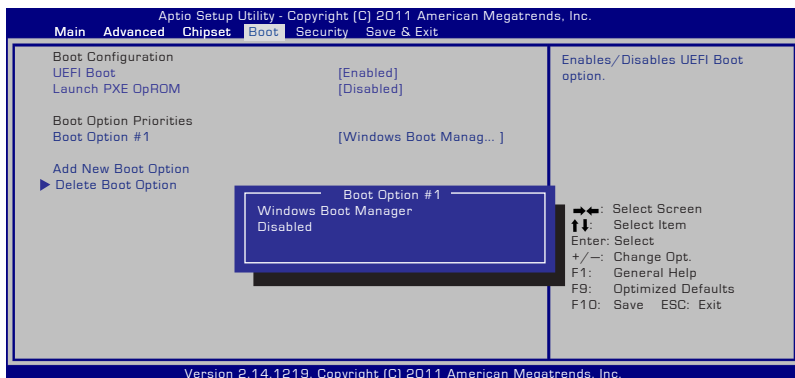 Aptio Setup Utility - Copyright (C) 2011 American Megatrends, Inc.
Main Advanced Chipset Boot Security Save & Exit
Boot Configuration
UEFI Boot [Enabled]
Launch PXE OpROM [Disabled]
Boot Option Priorities
Boot Option #1 [Windows Boot Manag... ]
Add New Boot Option
Delete Boot Option
Boot Option #1
Windows Boot Manager
Disabled
Enables/Disables UEFI Boot
option.
→←: Select Screen
↑↓: Select Item
Enter: Select
+/—: Change Opt.
F1: General Help
F9: Optimized Defaults
F10: Save ESC: Exit
Version 2.14.1219. Copyright (C) 2011 American Megatrends, Inc.